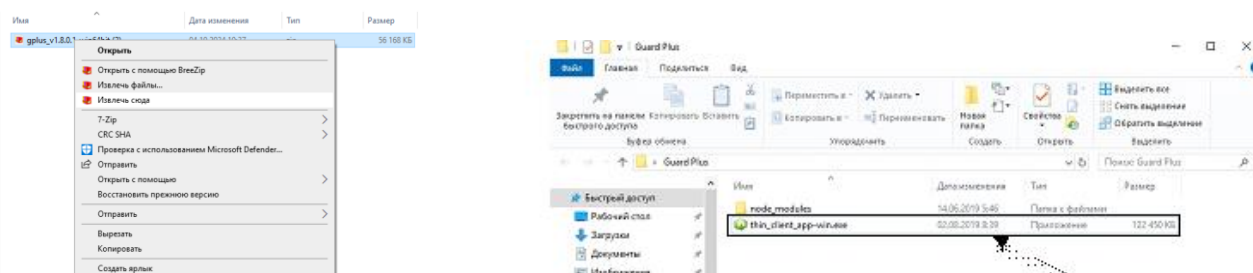 Имя Дата изменения Тип Размер
gplus_v1.8.0.1 56 168 КБ
Открыть
Открыть с помощью BreeZip
Извлечь файлы...
Извлечь сюда
7-Zip
CRC SHA
Проверка с использованием Microsoft Defender...
Отправить
Открыть с помощью
Восстановить прежнюю версию
Отправить
Вырезать
Копировать
Создать ярлык
Guard Plus
Файл Главная Поделиться Вид
Закрепить на панели быстрого доступа
Копировать Вставить
Переместить в
Удалить
Копировать в
Переименовать
Новая папка
Свойства
Выделить все
Снять выделение
Обратить выделение
Буфер обмена Упорядочить Создать Открыть Выделить
Guard Plus
Поиск: Guard Plus
Быстрый доступ
Рабочий стол
Загрузки
Документы
Изображения
Имя Дата изменения Тип Размер
node_modules 14.06.2019 5:46 Папка с файлами
thin_client_app-win.exe 02.08.2019 8:39 Приложение 122 450 КБ